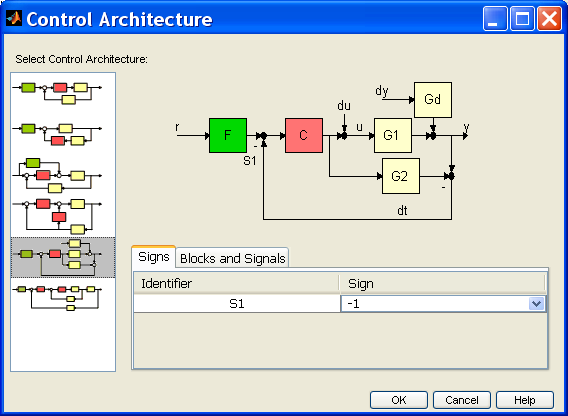 Control Architecture
Select Control Architecture:
dy
Gd
du
r
F
C
u
G1
y
-
S1
G2
-
dt
Signs
Blocks and Signals
Identifier
Sign
S1
-1
OK
Cancel
Help